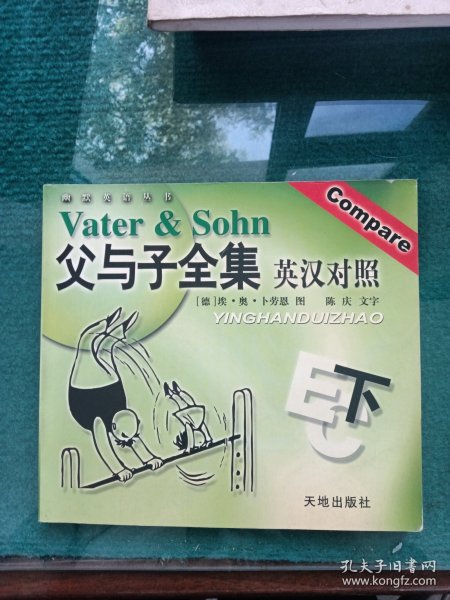 幽默英语丛书
Compare
Vater & Sohn
父与子全集 英汉对照
[德]埃·奥·卜劳恩 图 陈庆 文字
YINGHANDUIZHAO
E下
C
天地出版社
孔夫子旧书网
www.kongfz.com